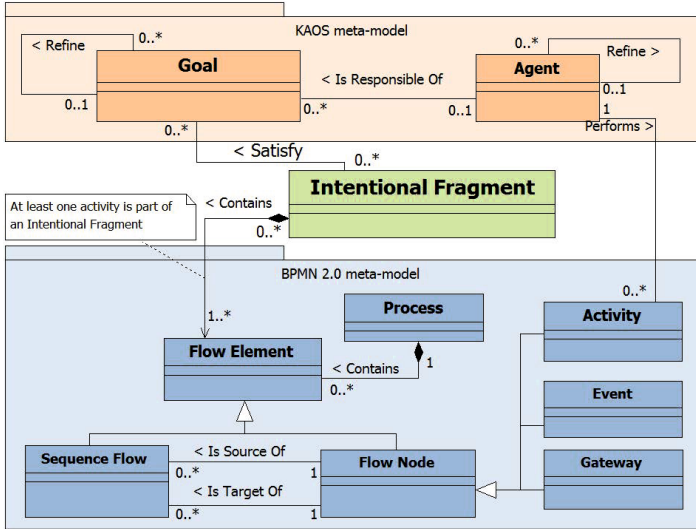 KAOS meta-model
< Refine
0..*
Goal
0..1
0..*
< Is Responsible Of
0..*
0..1
0..*
Refine >
Agent
0..1
1
Performs >
< Satisfy
0..*
Intentional Fragment
At least one activity is part of
an Intentional Fragment
< Contains
0..*
BPMN 2.0 meta-model
1..*
Process
0..*
Activity
Flow Element
< Contains
0..*
1
Event
Sequence Flow
< Is Source Of
0..*
1
Flow Node
Gateway
< Is Target Of
0..*
1